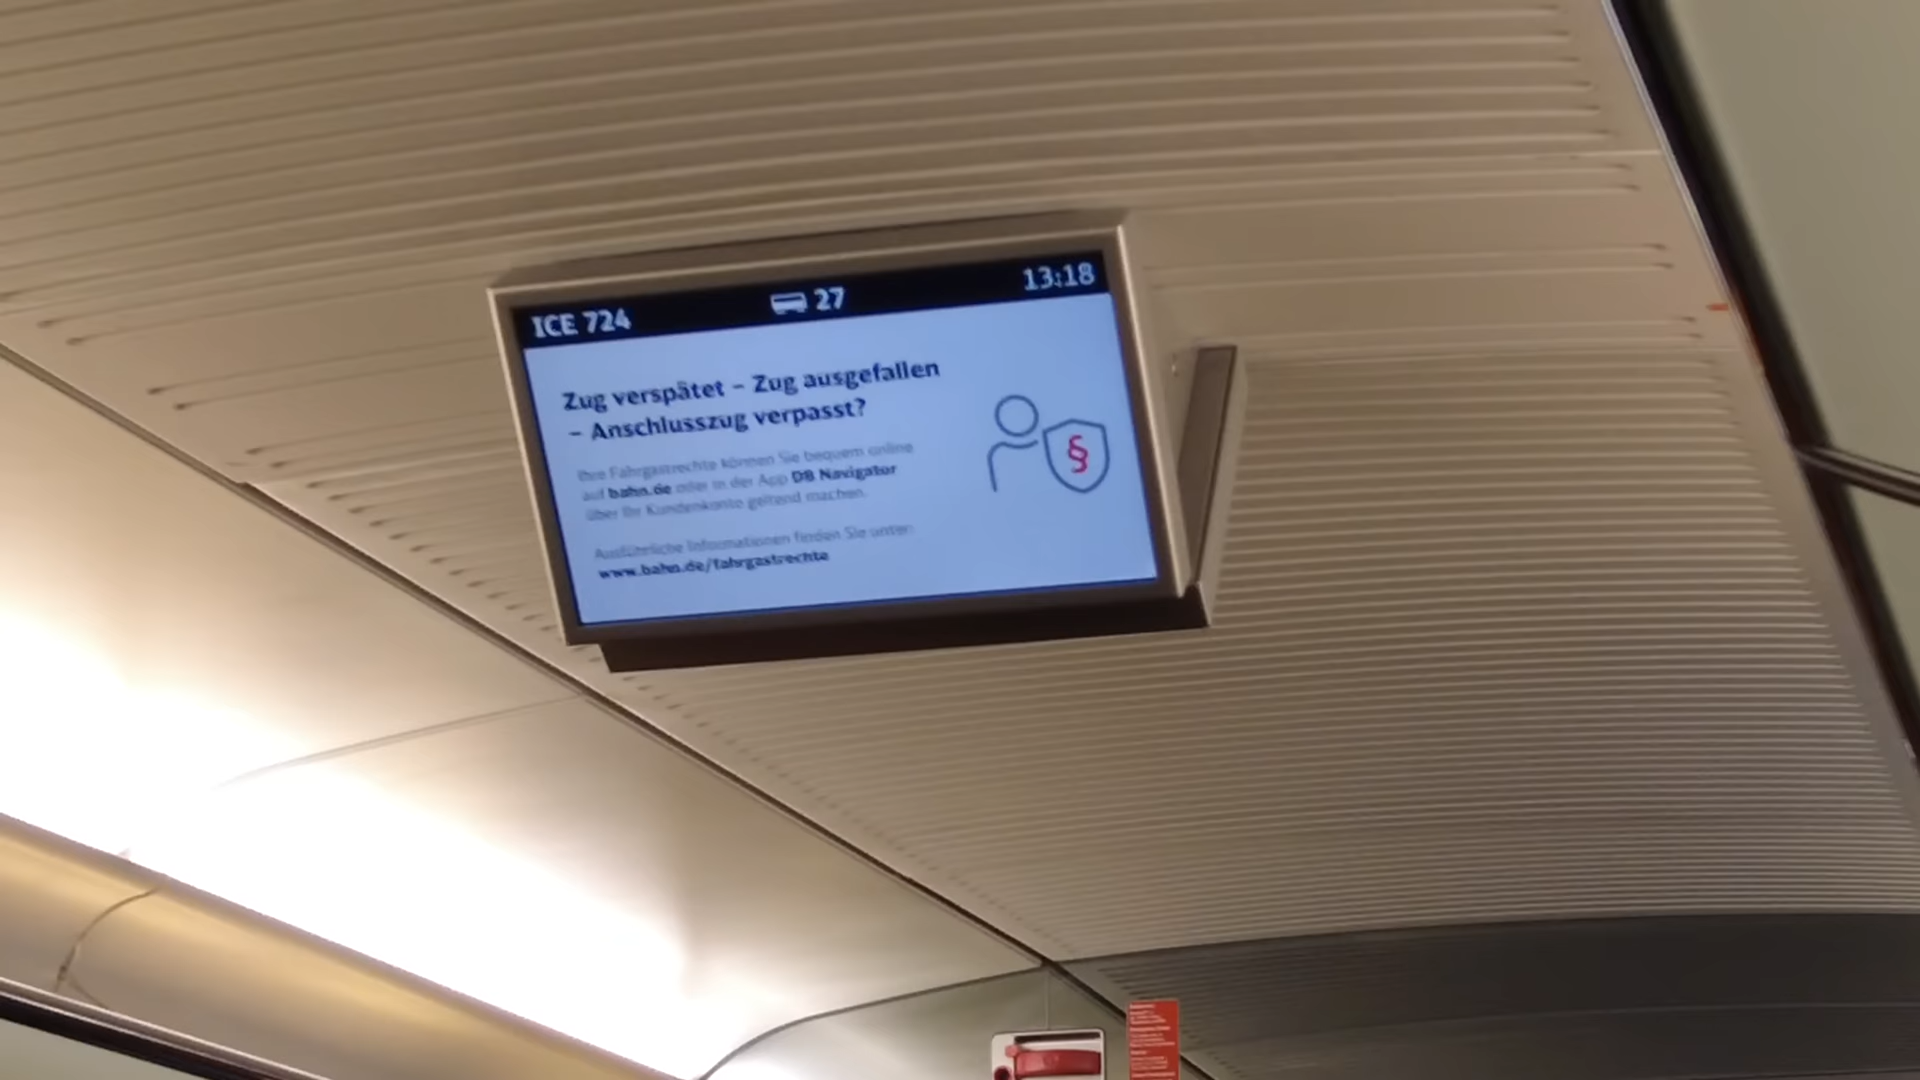 ICE 724
27
13:18
Zug verspätet – Zug ausgefallen
– Anschlusszug verpasst?
Ihre Fahrgastrechte können Sie bequem online
auf bahn.de oder in der App DB Navigator
über Ihr Kundenkonto geltend machen.
Ausführliche Informationen finden Sie unter:
www.bahn.de/fahrgastrechte
§